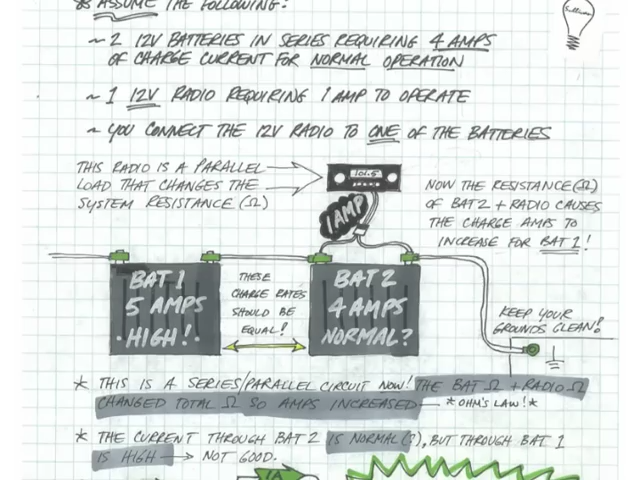 * ASSUME THE FOLLOWING:
Sullivan
~ 2 12V BATTERIES IN SERIES REQUIRING 4 AMPS
OF CHARGE CURRENT FOR NORMAL OPERATION
~ 1 12V RADIO REQUIRING 1 AMP TO OPERATE
~ YOU CONNECT THE 12V RADIO TO ONE OF THE BATTERIES
THIS RADIO IS A PARALLEL
LOAD THAT CHANGES THE
SYSTEM RESISTANCE (Ω)
101.5
1 AMP
NOW THE RESISTANCE (Ω)
OF BAT 2 + RADIO CAUSES
THE CHARGE AMPS TO
INCREASE FOR BAT 1!
BAT 1
5 AMPS
HIGH!
THESE
CHARGE RATES
SHOULD BE
EQUAL!
BAT 2
4 AMPS
NORMAL?
KEEP YOUR
GROUNDS CLEAN!
* THIS IS A SERIES/PARALLEL CIRCUIT NOW! THE BAT Ω + RADIO Ω
CHANGED TOTAL Ω SO AMPS INCREASED — *OHM'S LAW!*
* THE CURRENT THROUGH BAT 2 IS NORMAL(?), BUT THROUGH BAT 1
IS HIGH → NOT GOOD.
1A